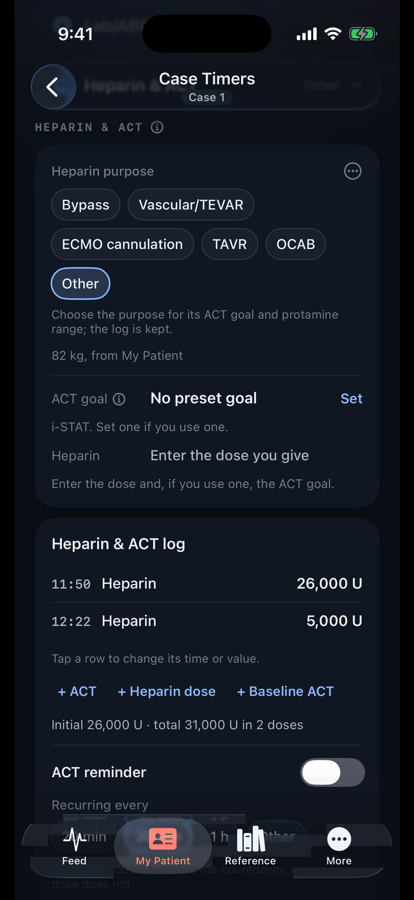 9:41
Case Timers
Case 1
HEPARIN & ACT
Heparin purpose
Bypass
Vascular/TEVAR
ECMO cannulation
TAVR
OCAB
Other
Choose the purpose for its ACT goal and protamine
range; the log is kept.
82 kg, from My Patient
ACT goal
No preset goal
Set
i-STAT. Set one if you use one.
Heparin
Enter the dose you give
Enter the dose and, if you use one, the ACT goal.
Heparin & ACT log
11:50 Heparin 26,000 U
12:22 Heparin 5,000 U
Tap a row to change its time or value.
+ ACT
+ Heparin dose
+ Baseline ACT
Initial 26,000 U · total 31,000 U in 2 doses
ACT reminder
Recurring every
min
1 h
Feed
My Patient
Reference
More
dose does not.